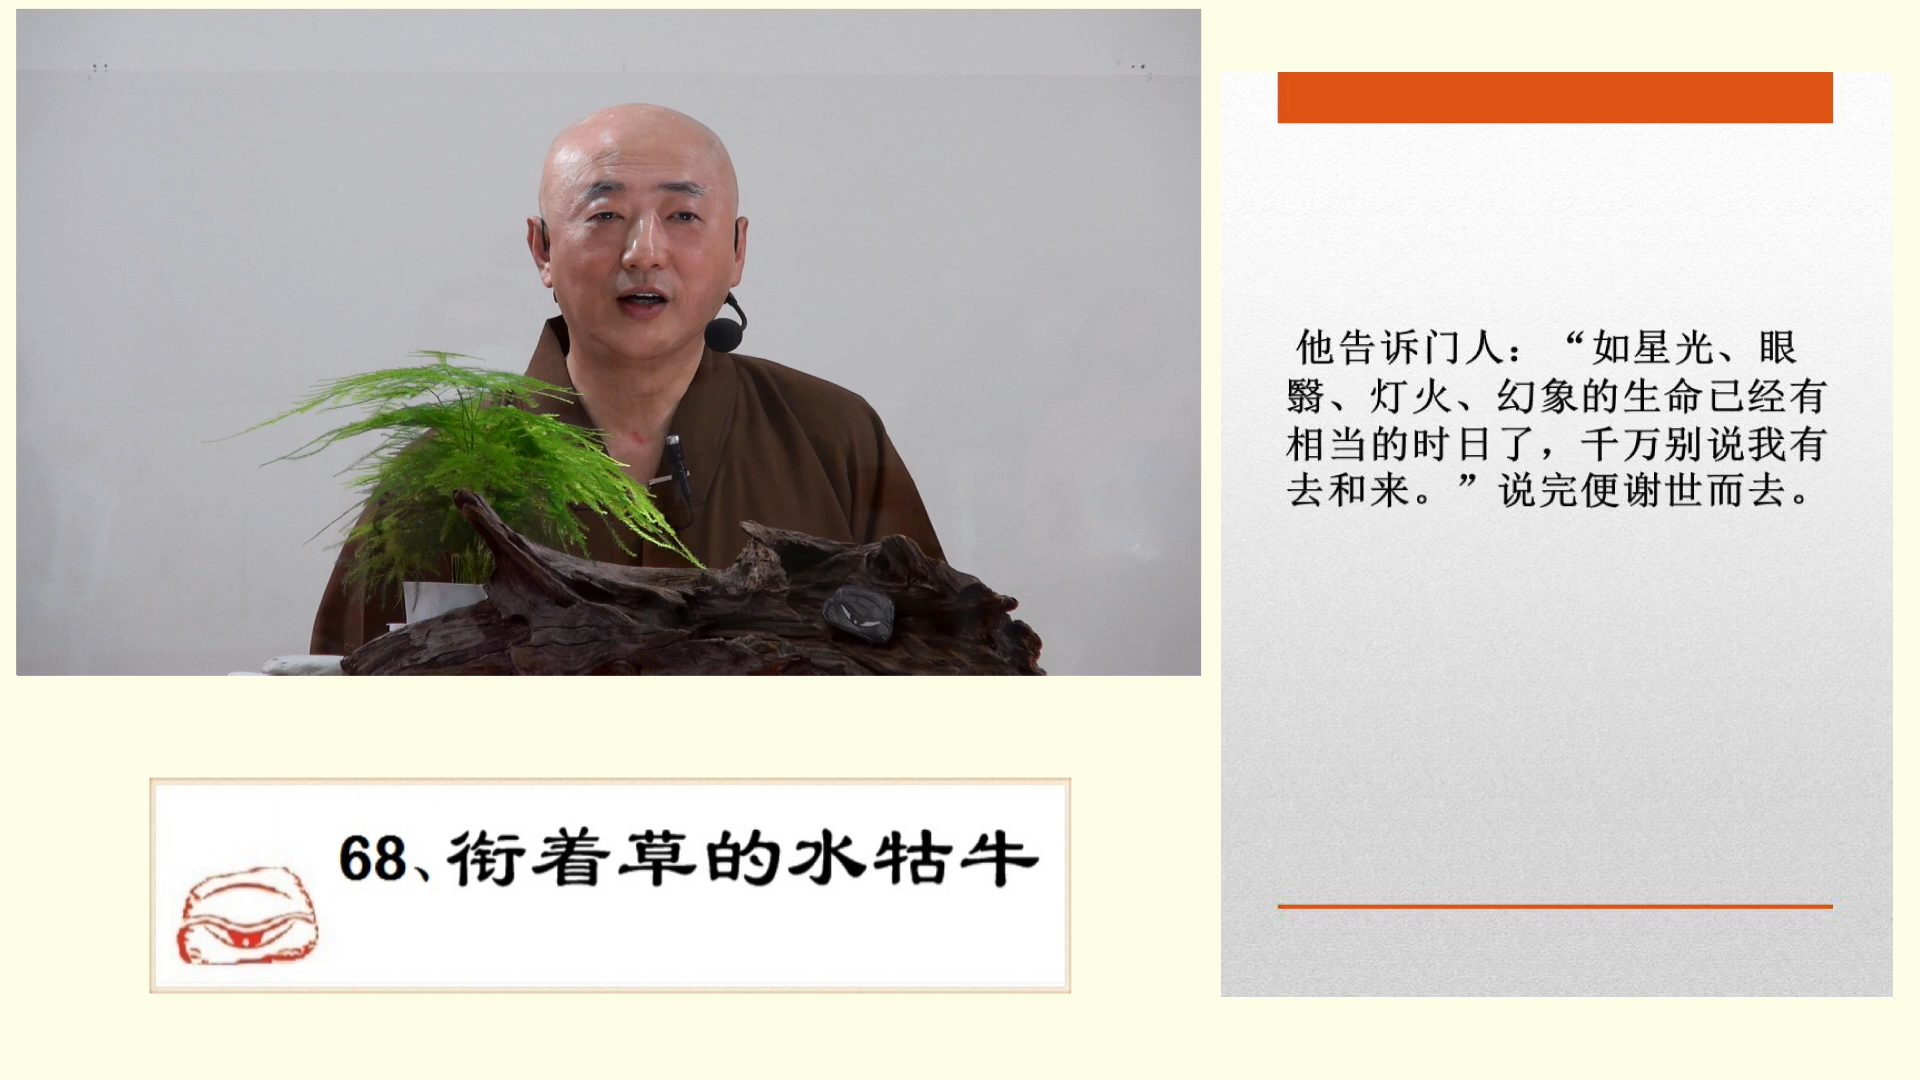 他告诉门人：“如星光、眼
翳、灯火、幻象的生命已经有
相当的时日了，千万别说我有
去和来。”说完便谢世而去。
68、衔着草的水牯牛